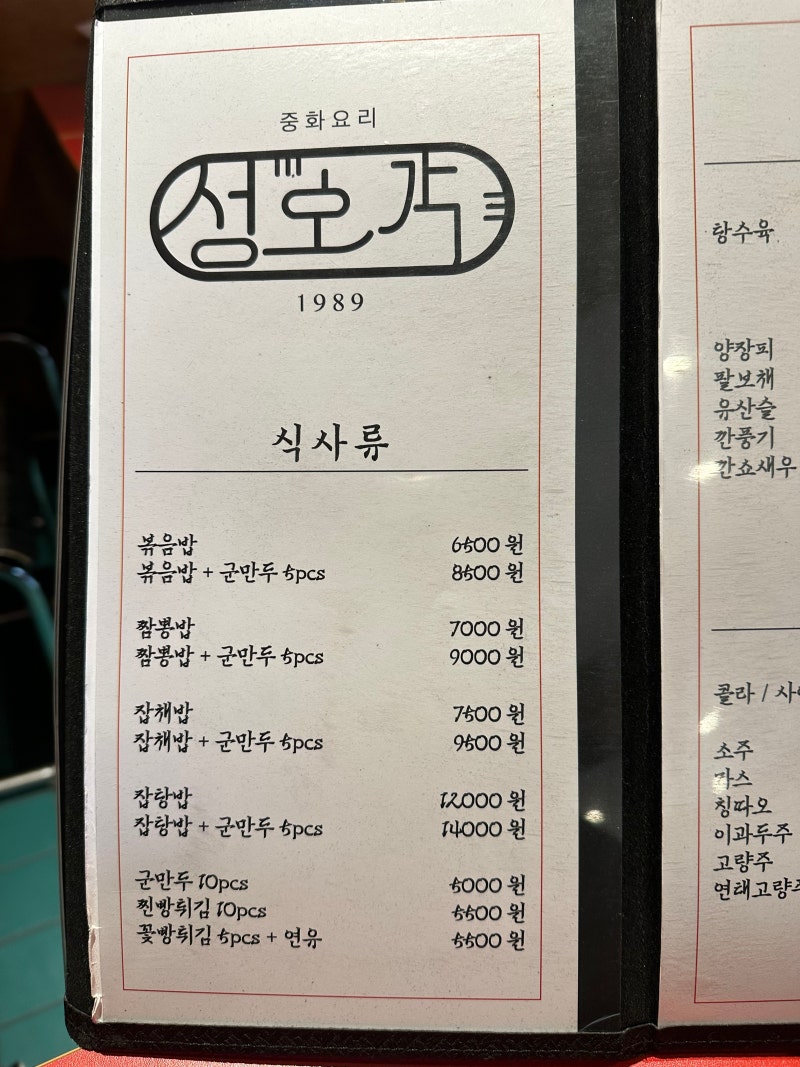 중화요리
성호각
1989
식사류
볶음밥 6500 원
볶음밥 + 군만두 5pcs 8500 원
짬뽕밥 7000 원
짬뽕밥 + 군만두 5pcs 9000 원
잡채밥 7500 원
잡채밥 + 군만두 5pcs 9500 원
잡탕밥 12000 원
잡탕밥 + 군만두 5pcs 14000 원
군만두 10pcs 5000 원
찐빵튀김 10pcs 5500 원
꽃빵튀김 5pcs + 연유 5500 원
탕수육
양장피
팔보채
유산슬
깐풍기
깐쇼새우
콜라 /
소주
맥스
칭따오
이과두주
고량주
연태고량주